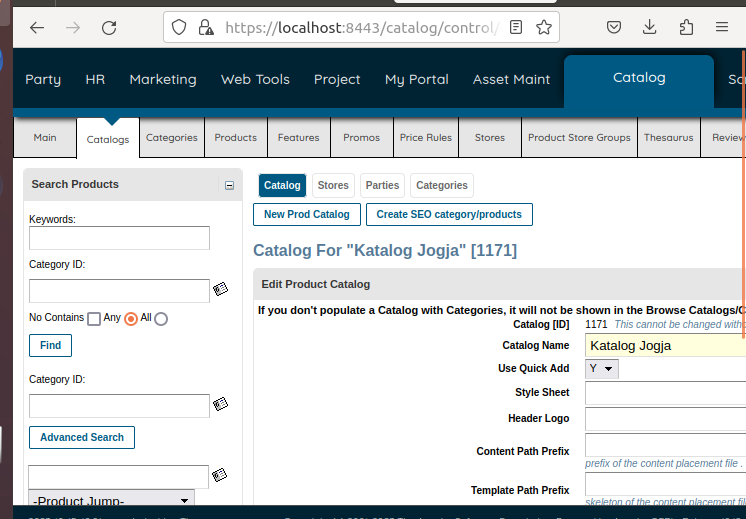 https://localhost:8443/catalog/control/
Party HR Marketing Web Tools Project My Portal Asset Maint Catalog
Main Catalogs Categories Products Features Promos Price Rules Stores Product Store Groups Thesaurus Review
Search Products
Keywords:
Category ID:
No Contains Any All
Find
Category ID:
Advanced Search
-Product Jump-
Catalog Stores Parties Categories
New Prod Catalog Create SEO category/products
Catalog For "Katalog Jogja" [1171]
Edit Product Catalog
If you don't populate a Catalog with Categories, it will not be shown in the Browse Catalogs/C
Catalog [ID] 1171 This cannot be changed witho
Catalog Name Katalog Jogja
Use Quick Add Y
Style Sheet
Header Logo
Content Path Prefix
prefix of the content placement file .
Template Path Prefix
skeleton of the content placement fil